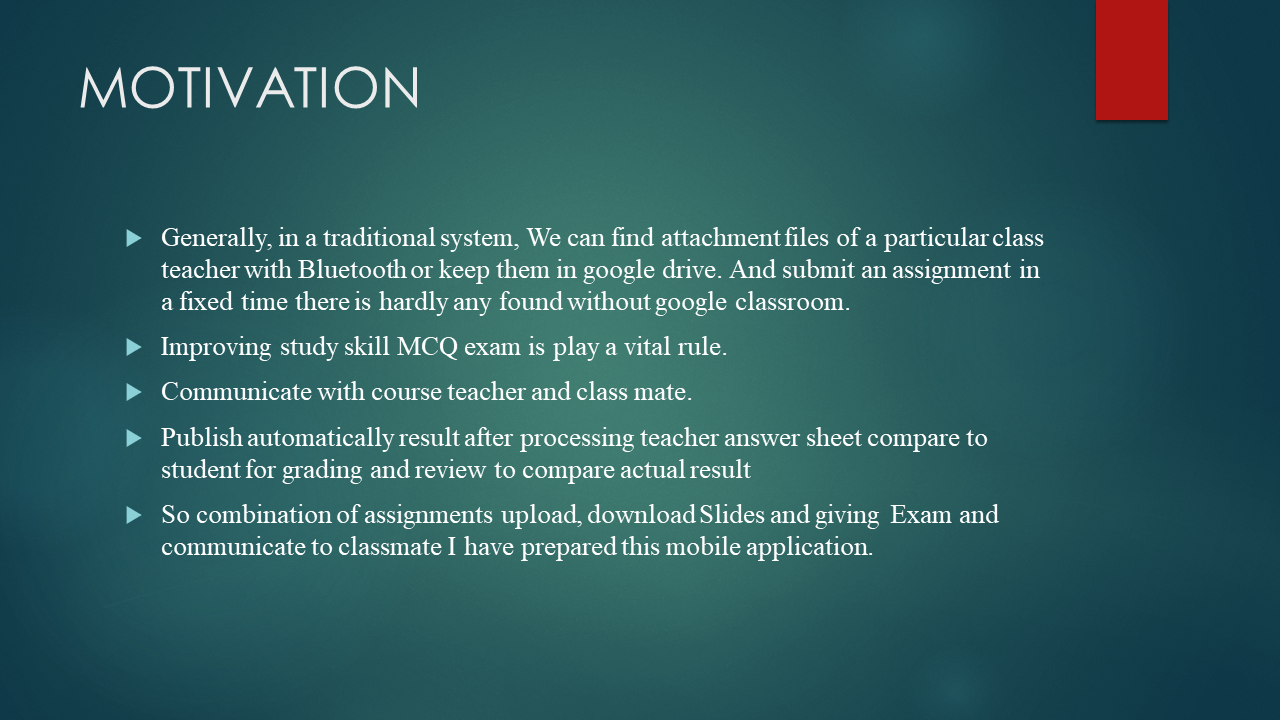 MOTIVATION
Generally, in a traditional system, We can find attachment files of a particular class
teacher with Bluetooth or keep them in google drive. And submit an assignment in
a fixed time there is hardly any found without google classroom.
Improving study skill MCQ exam is play a vital rule.
Communicate with course teacher and class mate.
Publish automatically result after processing teacher answer sheet compare to
student for grading and review to compare actual result
So combination of assignments upload, download Slides and giving Exam and
communicate to classmate I have prepared this mobile application.